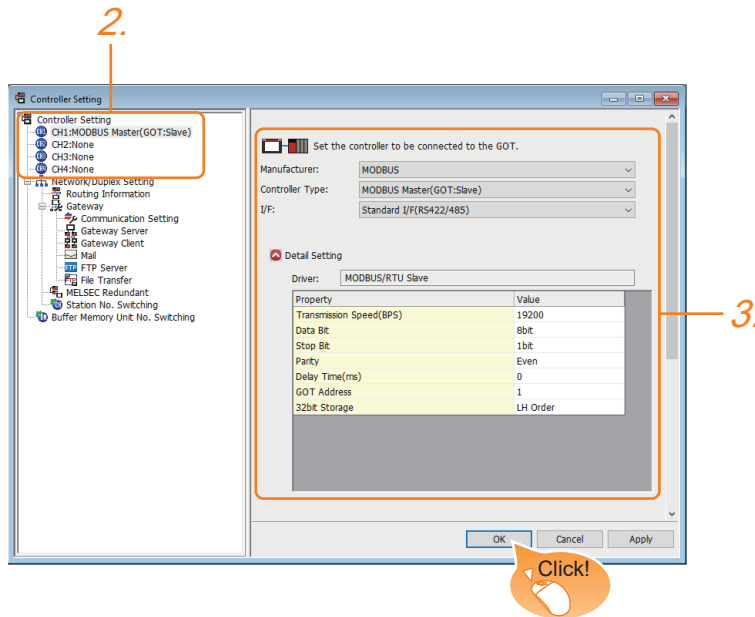 2.
Controller Setting
Controller Setting
CH1:MODBUS Master(GOT:Slave)
CH2:None
CH3:None
CH4:None
Network/Duplex Setting
Routing Information
Gateway
Communication Setting
Gateway Server
Gateway Client
Mail
FTP Server
File Transfer
MELSEC Redundant
Station No. Switching
Buffer Memory Unit No. Switching
Set the controller to be connected to the GOT.
Manufacturer: MODBUS
Controller Type: MODBUS Master(GOT:Slave)
I/F: Standard I/F(RS422/485)
Detail Setting
Driver: MODBUS/RTU Slave
Property Value
Transmission Speed(BPS) 19200
Data Bit 8bit
Stop Bit 1bit
Parity Even
Delay Time(ms) 0
GOT Address 1
32bit Storage LH Order
3.
OK Cancel Apply
Click!